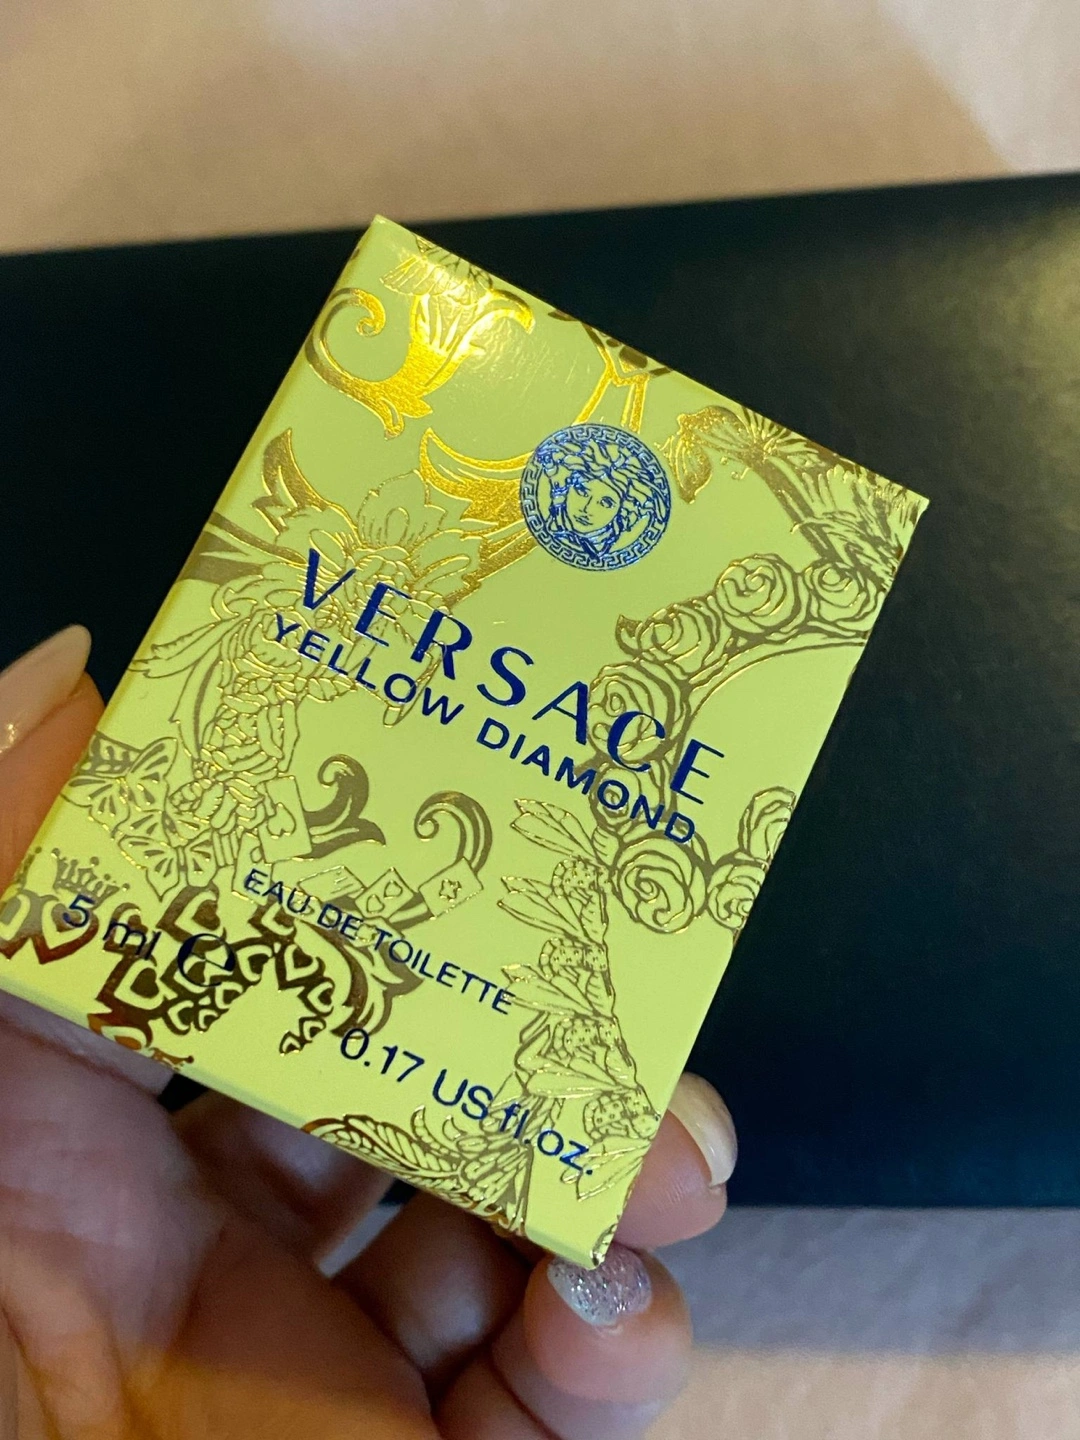 VERSACE
YELLOW DIAMOND
EAU DE TOILETTE
5 ml e 0.17 US fl.oz.